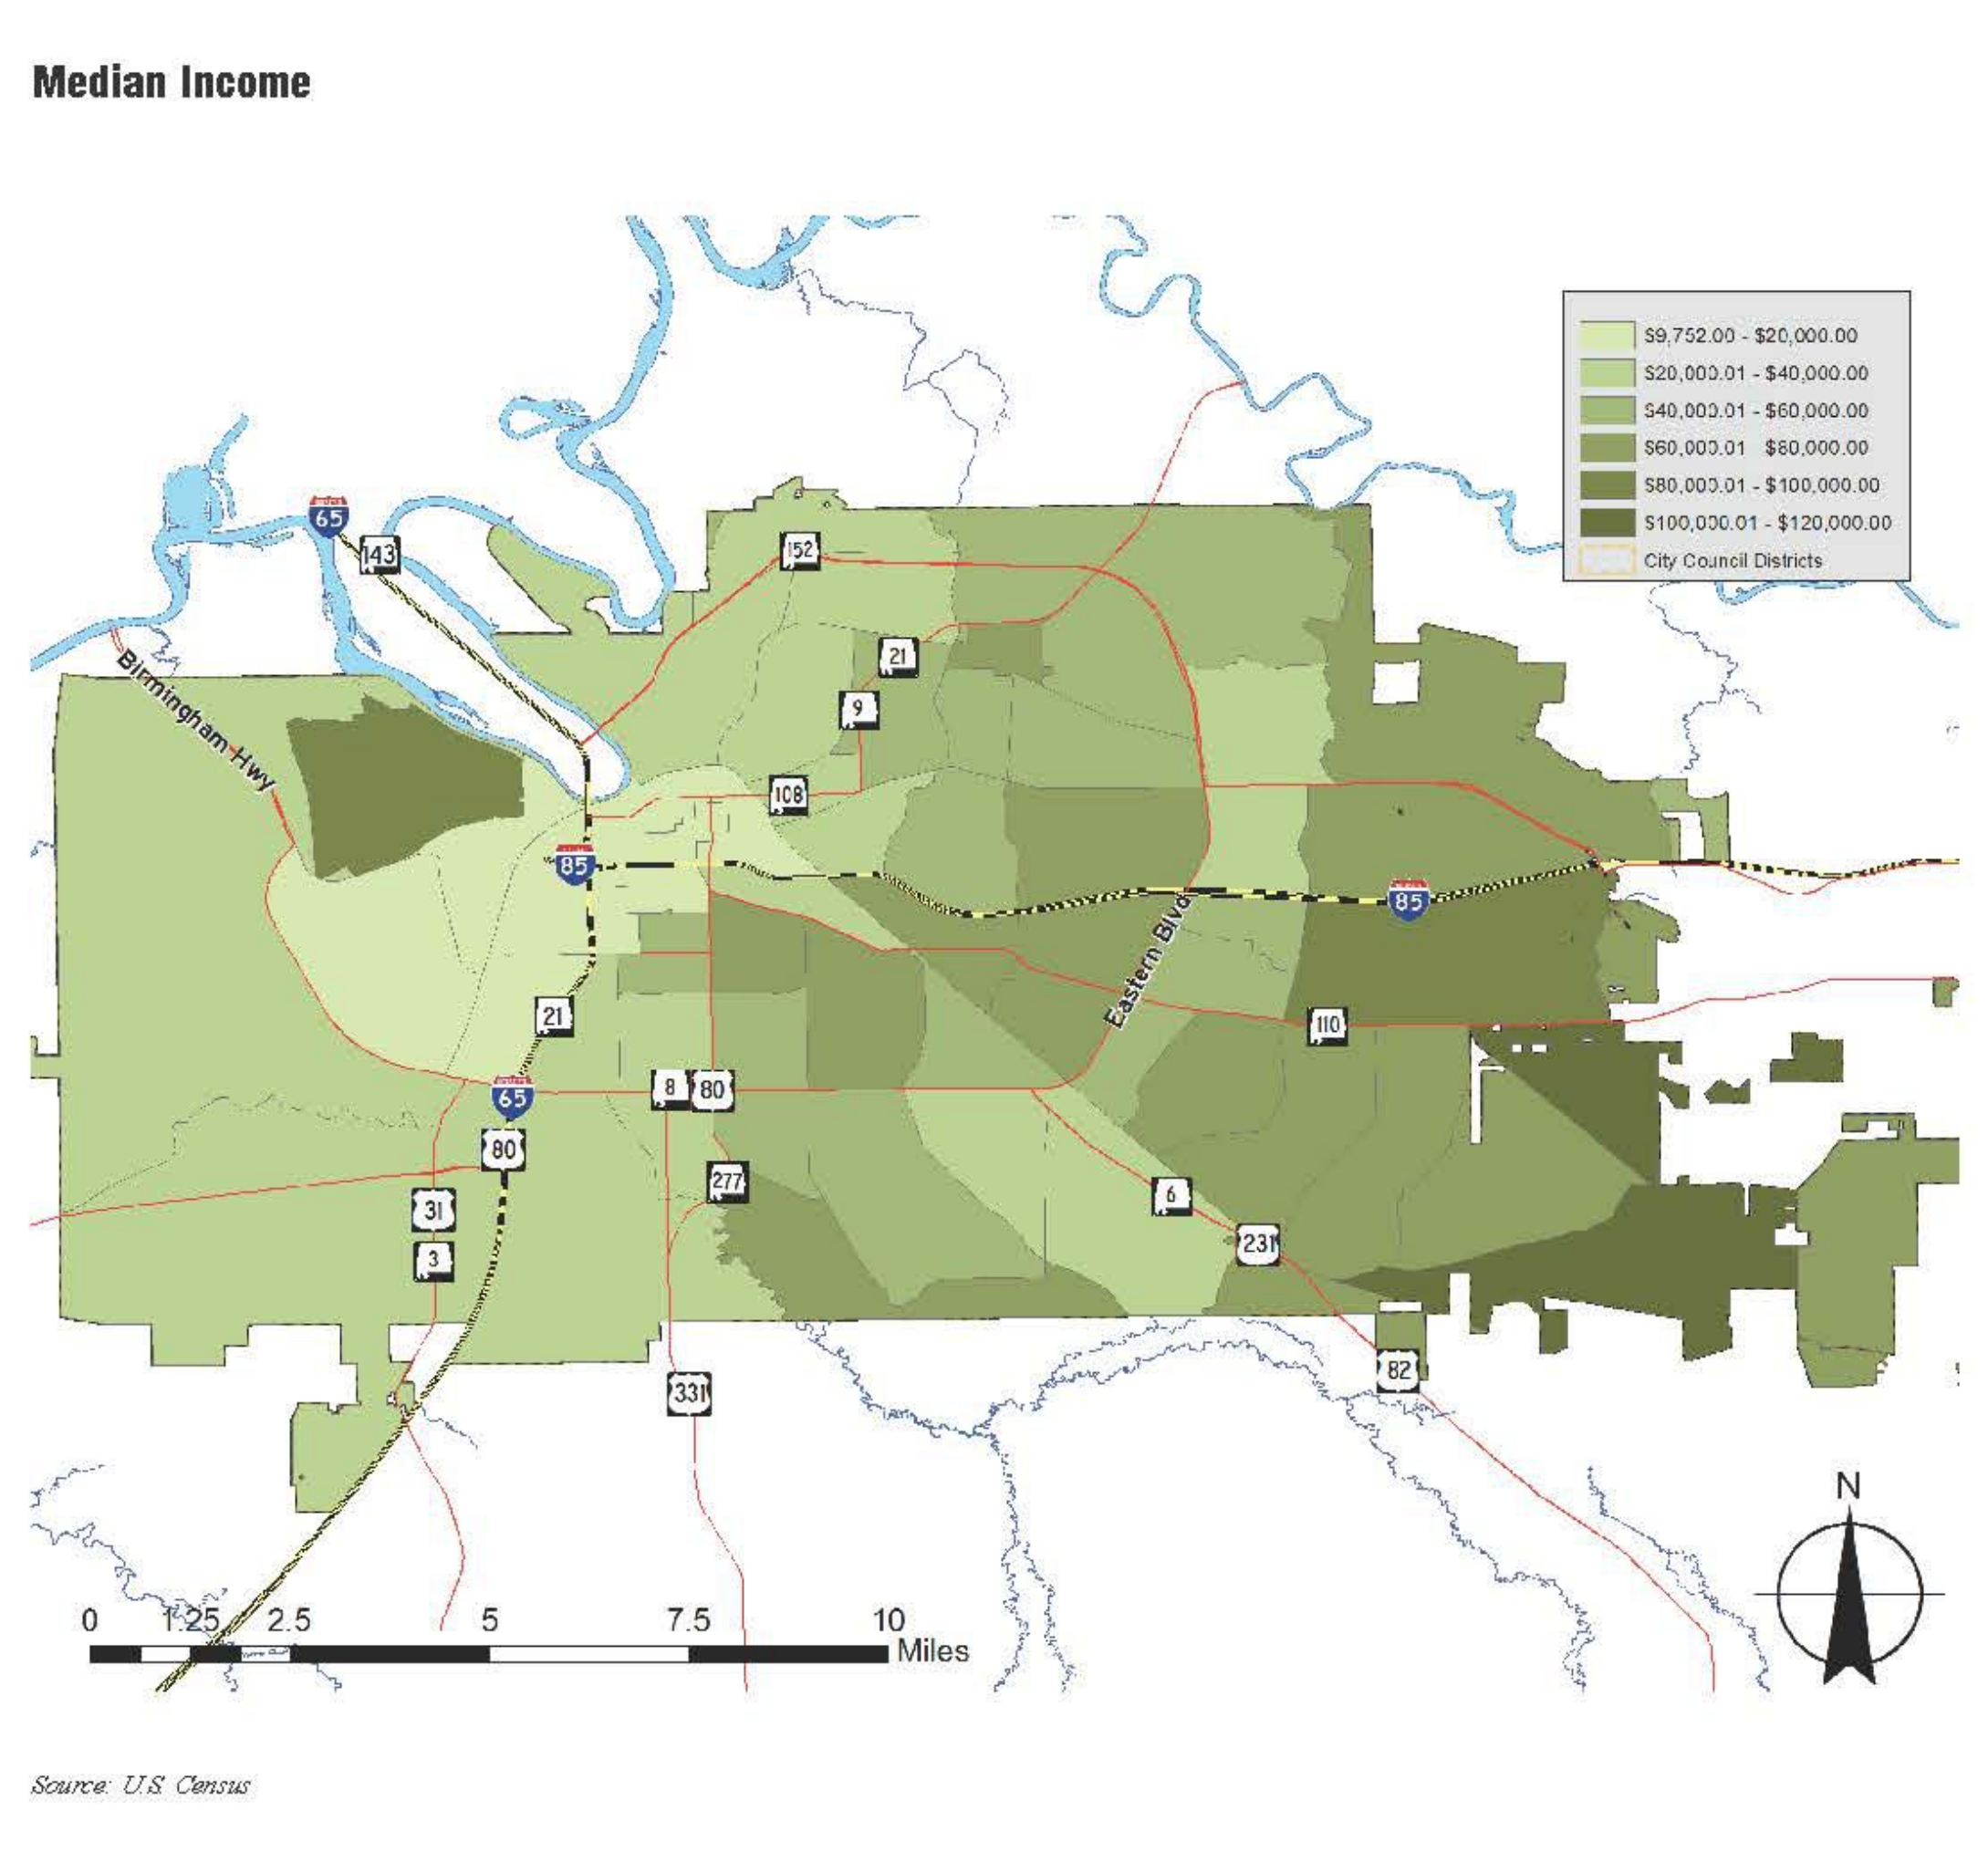 Median Income
$9,752.00 - $20,000.00
$20,000.01 - $40,000.00
$40,000.01 - $60,000.00
$60,000.01 $80,000.00
$80,000.01 - $100,000.00
$100,000.01 - $120,000.00
City Council Districts
65
143
152
Birmingham Hwy
21
9
108
85
85
Eastern Blvd
21
110
65
8
80
80
277
6
31
231
3
82
331
N
0
1.25
2.5
5
7.5
10
Miles
Source: U.S. Census